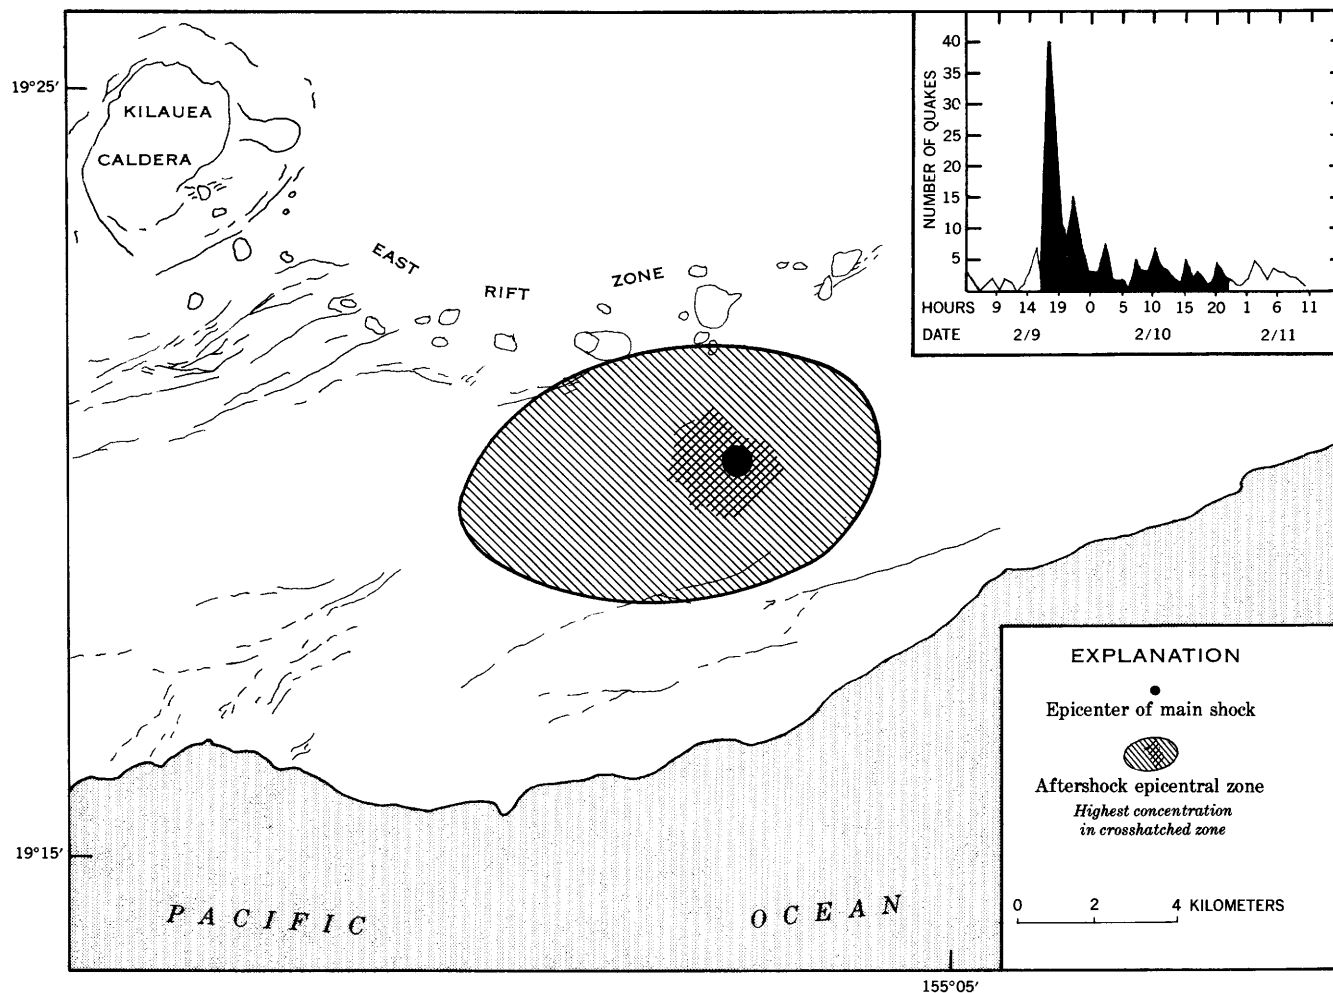 19°25′
KILAUEA
CALDERA
EAST
RIFT
ZONE
NUMBER OF QUAKES
40
35
30
25
20
15
10
5
HOURS 9 14 19 0 5 10 15 20 1 6 11
DATE 2/9 2/10 2/11
EXPLANATION
Epicenter of main shock
Aftershock epicentral zone
Highest concentration
in crosshatched zone
0 2 4 KILOMETERS
19°15′
PACIFIC
OCEAN
155°05′